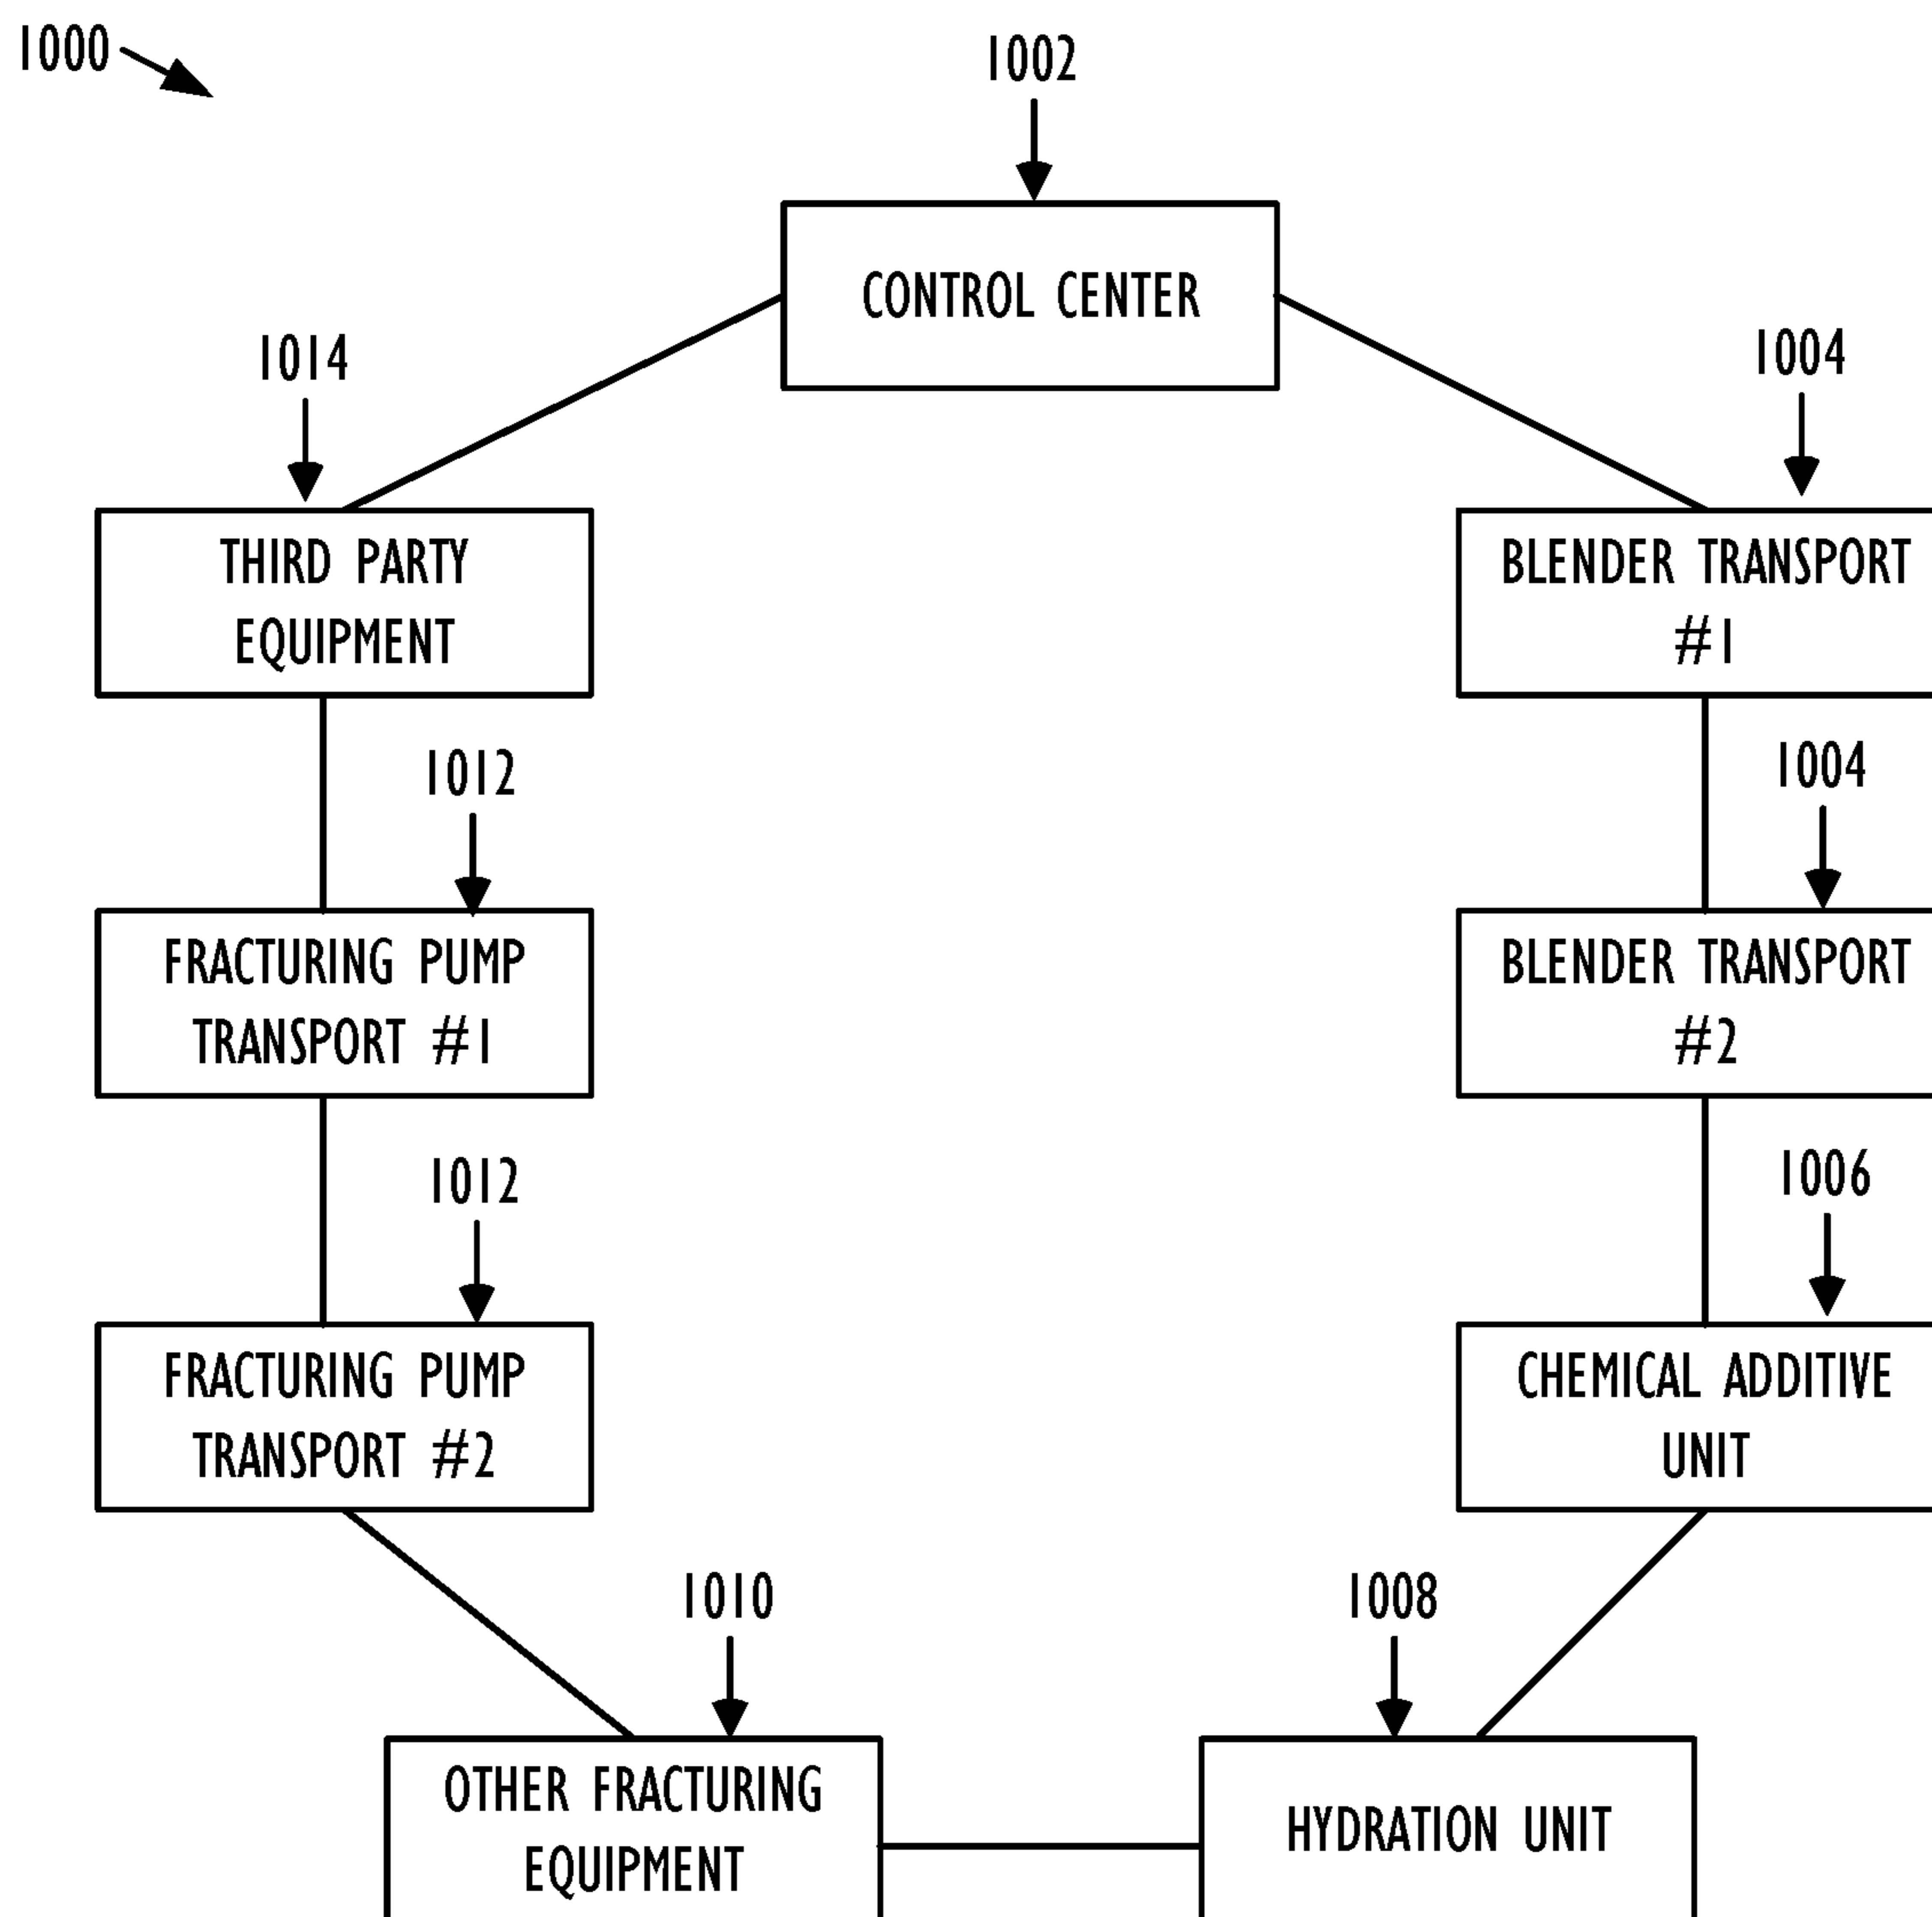 1000
1002
CONTROL CENTER
1014
1004
THIRD PARTY
EQUIPMENT
BLENDER TRANSPORT
#1
1012
1004
FRACTURING PUMP
TRANSPORT #1
BLENDER TRANSPORT
#2
1012
1006
FRACTURING PUMP
TRANSPORT #2
CHEMICAL ADDITIVE
UNIT
1010
1008
OTHER FRACTURING
EQUIPMENT
HYDRATION UNIT